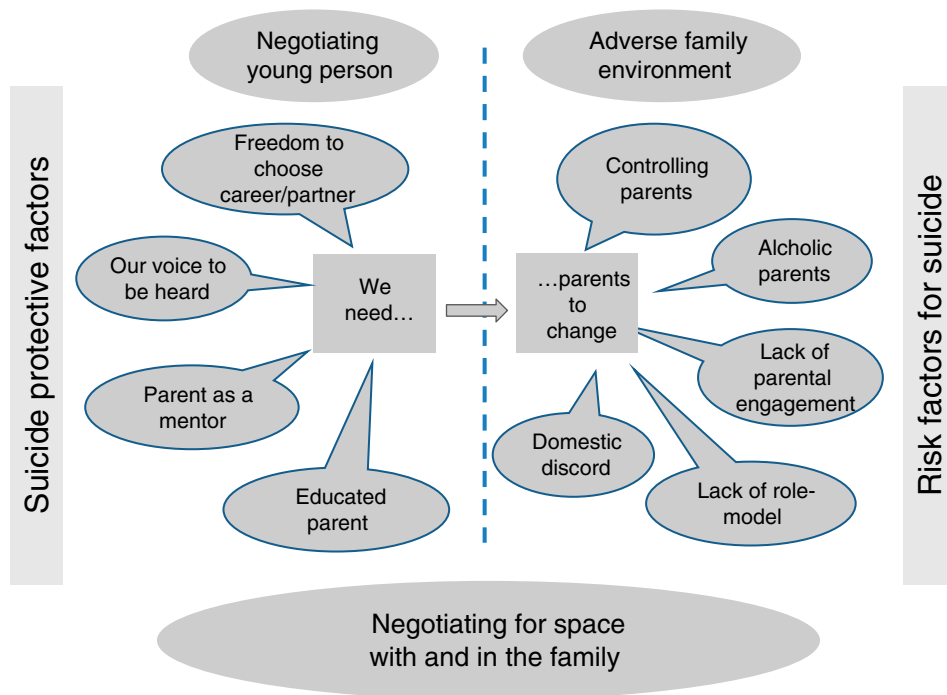 Negotiating
young person
Adverse family
environment
Suicide protective factors
Freedom to
choose
career/partner
Our voice to
be heard
We
need…
Parent as a
mentor
Educated
parent
Controlling
parents
Alcholic
parents
…parents
to
change
Lack of
parental
engagement
Domestic
discord
Lack of role-
model
Risk factors for suicide
Negotiating for space
with and in the family